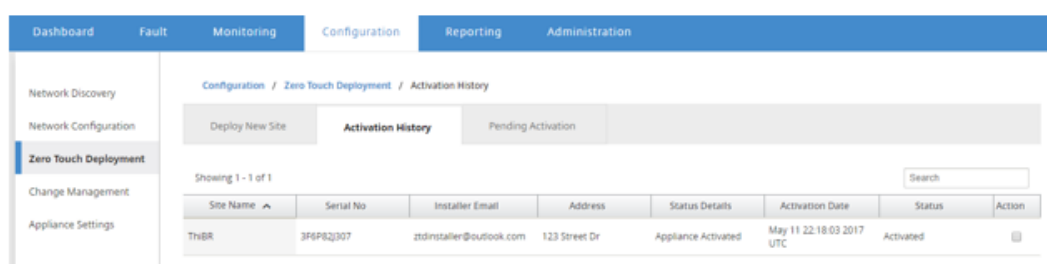 Dashboard Fault Monitoring Configuration Reporting Administration
Network Discovery
Network Configuration
Zero Touch Deployment
Change Management
Appliance Settings
Configuration / Zero Touch Deployment / Activation History
Deploy New Site Activation History Pending Activation
Showing 1 - 1 of 1
Search
Site Name Serial No Installer Email Address Status Details Activation Date Status Action
ThiBR 3F6P82J307 ztdinstaller@outlook.com 123 Street Dr Appliance Activated May 11 22:18:03 2017 Activated
UTC